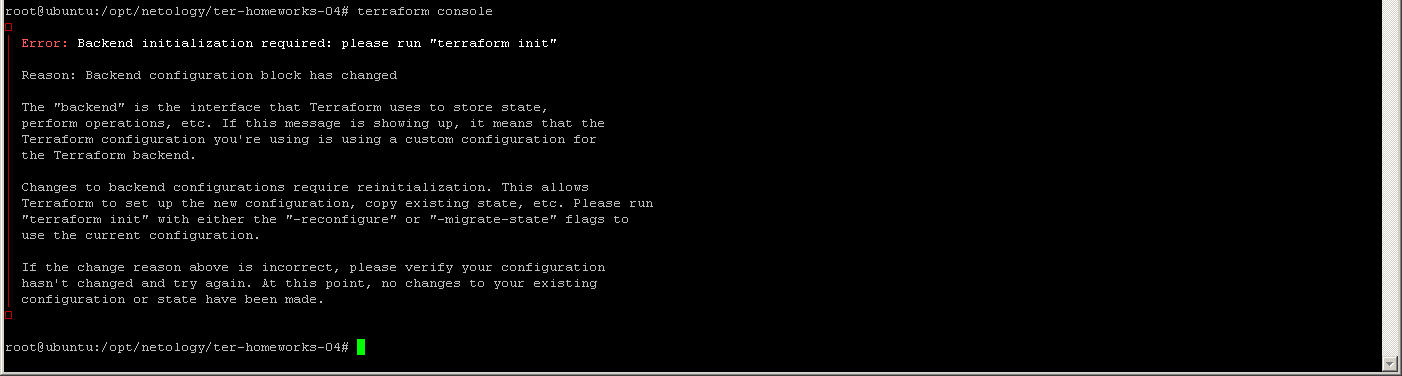 root@ubuntu:/opt/netology/ter-homeworks-04# terraform console
Error: Backend initialization required: please run "terraform init"
Reason: Backend configuration block has changed
The "backend" is the interface that Terraform uses to store state,
perform operations, etc. If this message is showing up, it means that the
Terraform configuration you're using is using a custom configuration for
the Terraform backend.
Changes to backend configurations require reinitialization. This allows
Terraform to set up the new configuration, copy existing state, etc. Please run
"terraform init" with either the "-reconfigure" or "-migrate-state" flags to
use the current configuration.
If the change reason above is incorrect, please verify your configuration
hasn't changed and try again. At this point, no changes to your existing
configuration or state have been made.
root@ubuntu:/opt/netology/ter-homeworks-04#